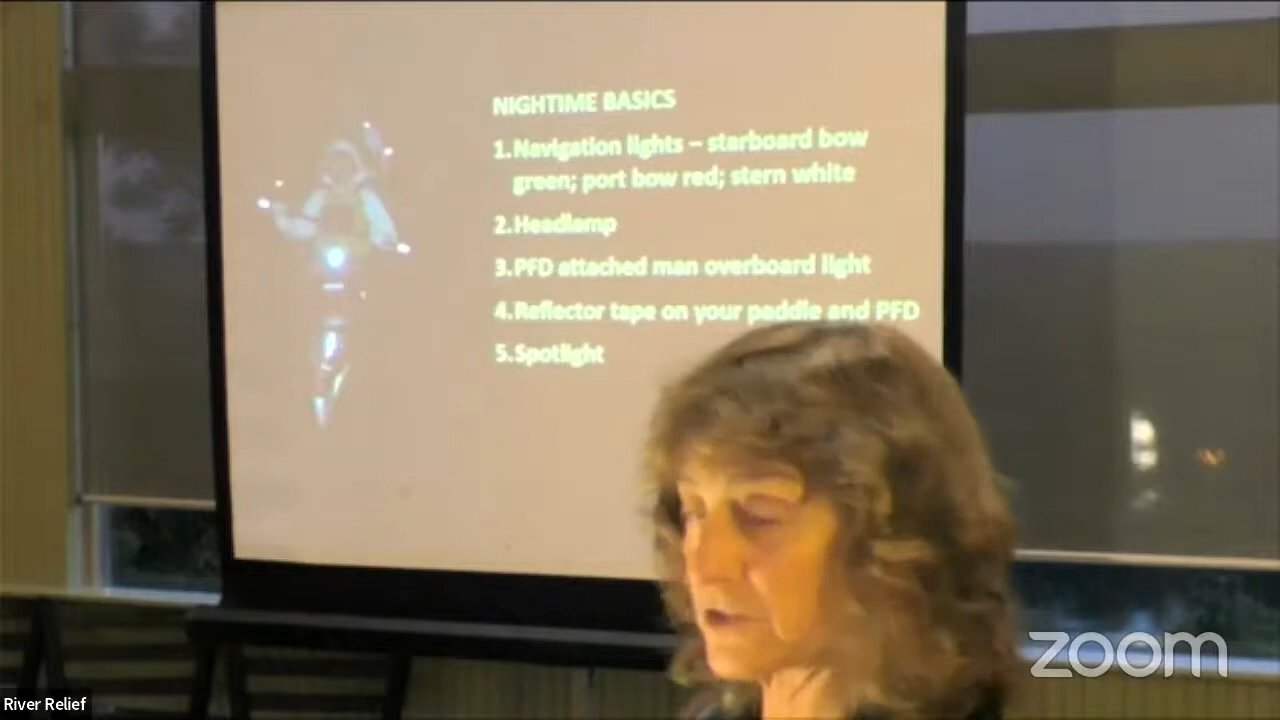 NIGHTIME BASICS
1. Navigation lights – starboard bow
green; port bow red; stern white
2. Headlamp
3. PFD attached man overboard light
4. Reflector tape on your paddle and PFD
5. Spotlight
zoom
River Relief